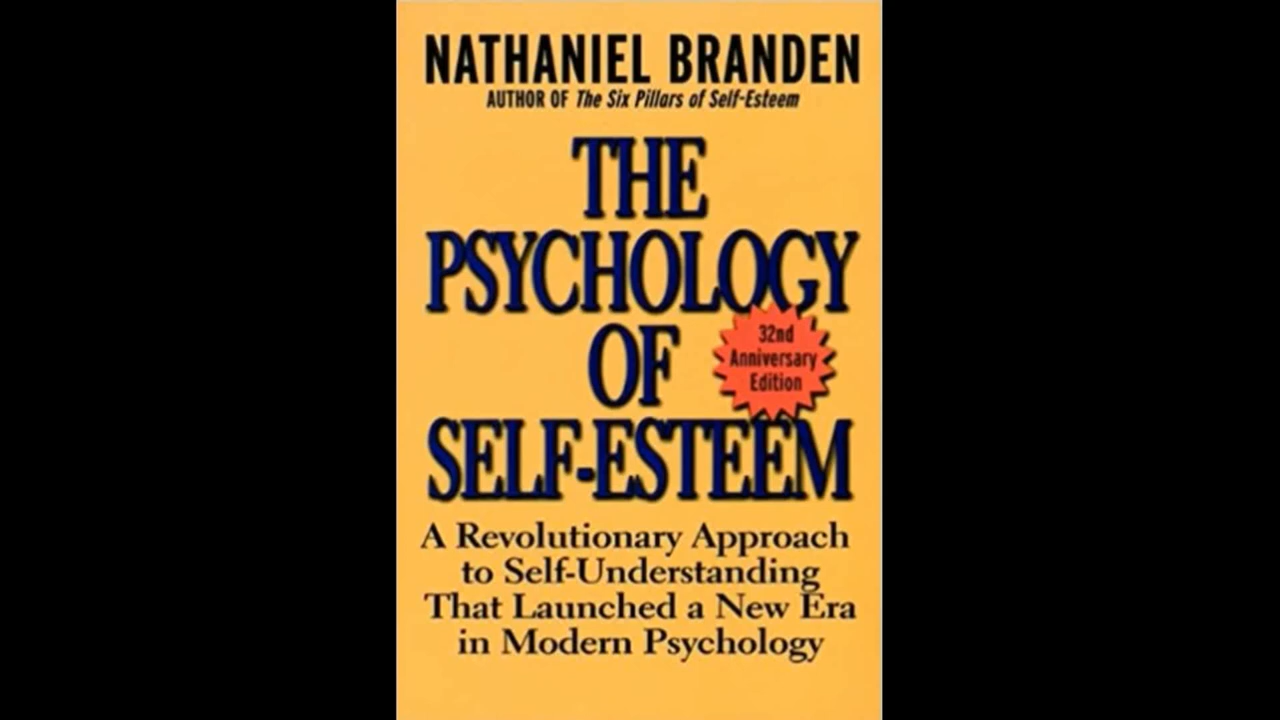 NATHANIEL BRANDEN
AUTHOR OF The Six Pillars of Self-Esteem
THE
PSYCHOLOGY
OF
SELF-ESTEEM
32nd
Anniversary
Edition
A Revolutionary Approach
to Self-Understanding
That Launched a New Era
in Modern Psychology